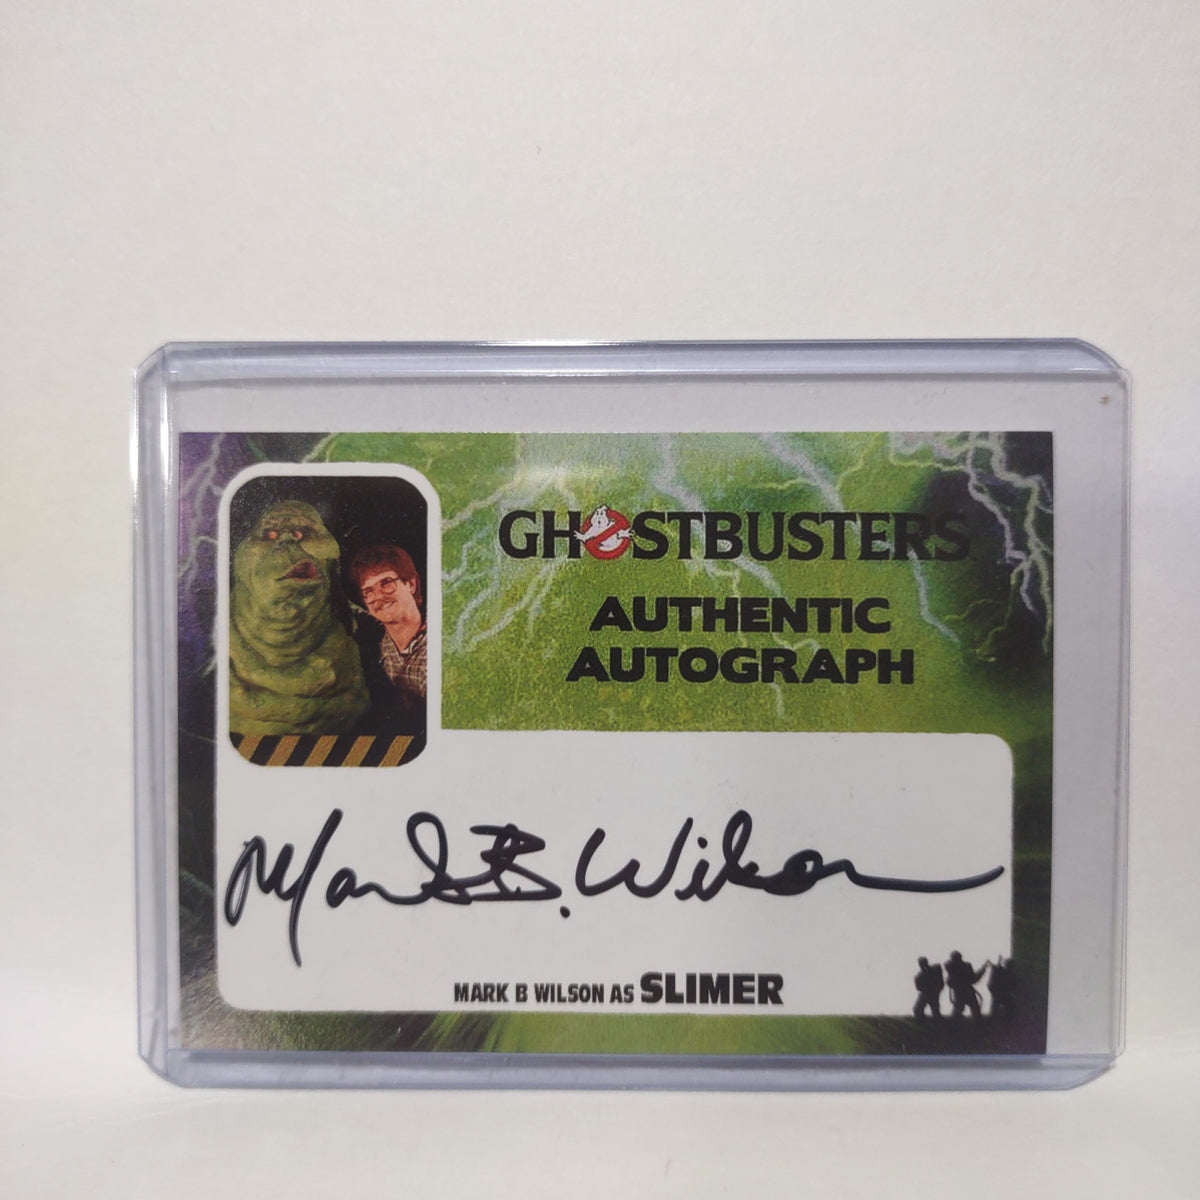 GHOSTBUSTERS
AUTHENTIC
AUTOGRAPH
Mark B. Wilson
MARK B WILSON AS SLIMER